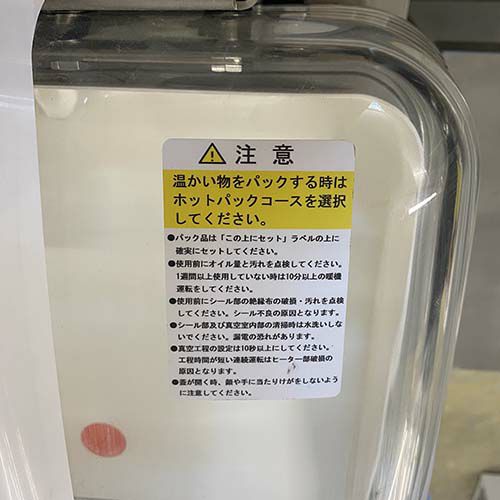 ⚠ 注意
温かい物をパックする時は
ホットパックコースを選択
してください。
●パック品は「この上にセット」ラベルの上に
確実にセットしてください。
●使用前にオイル量と汚れを点検してください。
1週間以上使用していない時は10分以上の暖機
運転をしてください。
●使用前にシール部の絶縁布の破損・汚れを点検
してください。シール不良の原因となります。
●シール部及び真空室内部の清掃時は水洗いしな
いでください。漏電の恐れがあります。
●真空工程の設定は10秒以上にしてください。
工程時間が短い連続運転はヒーター部破損の
原因となります。
●蓋が開く時、顔や手に当たりけがをしないよう
に注意してください。